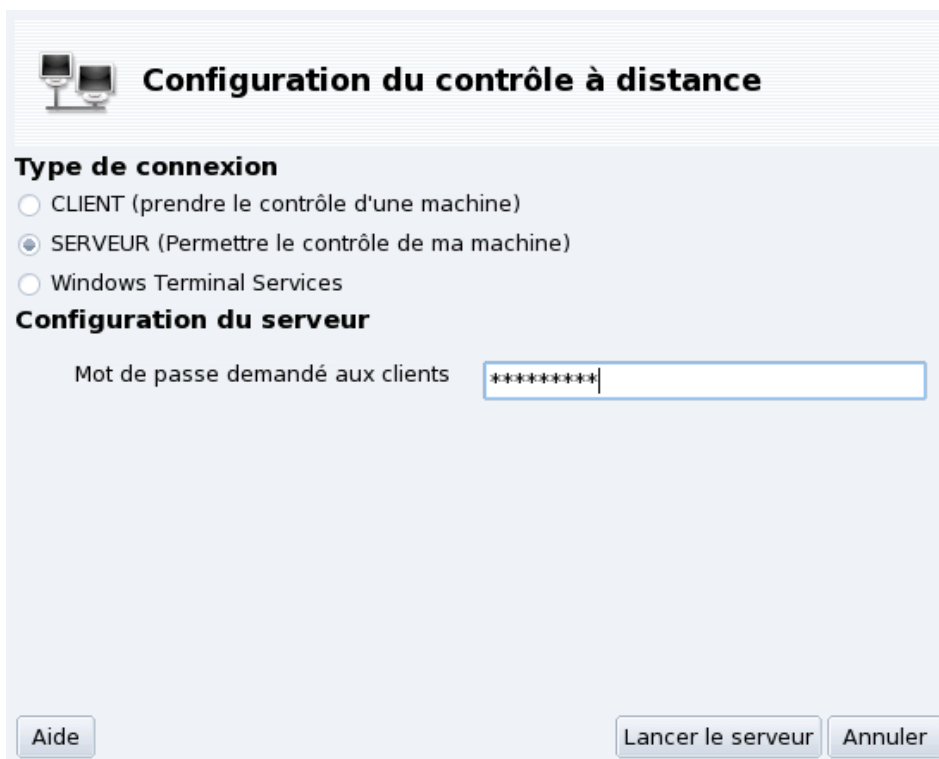 Configuration du contrôle à distance
Type de connexion
CLIENT (prendre le contrôle d'une machine)
SERVEUR (Permettre le contrôle de ma machine)
Windows Terminal Services
Configuration du serveur
Mot de passe demandé aux clients *********
Aide Lancer le serveur Annuler